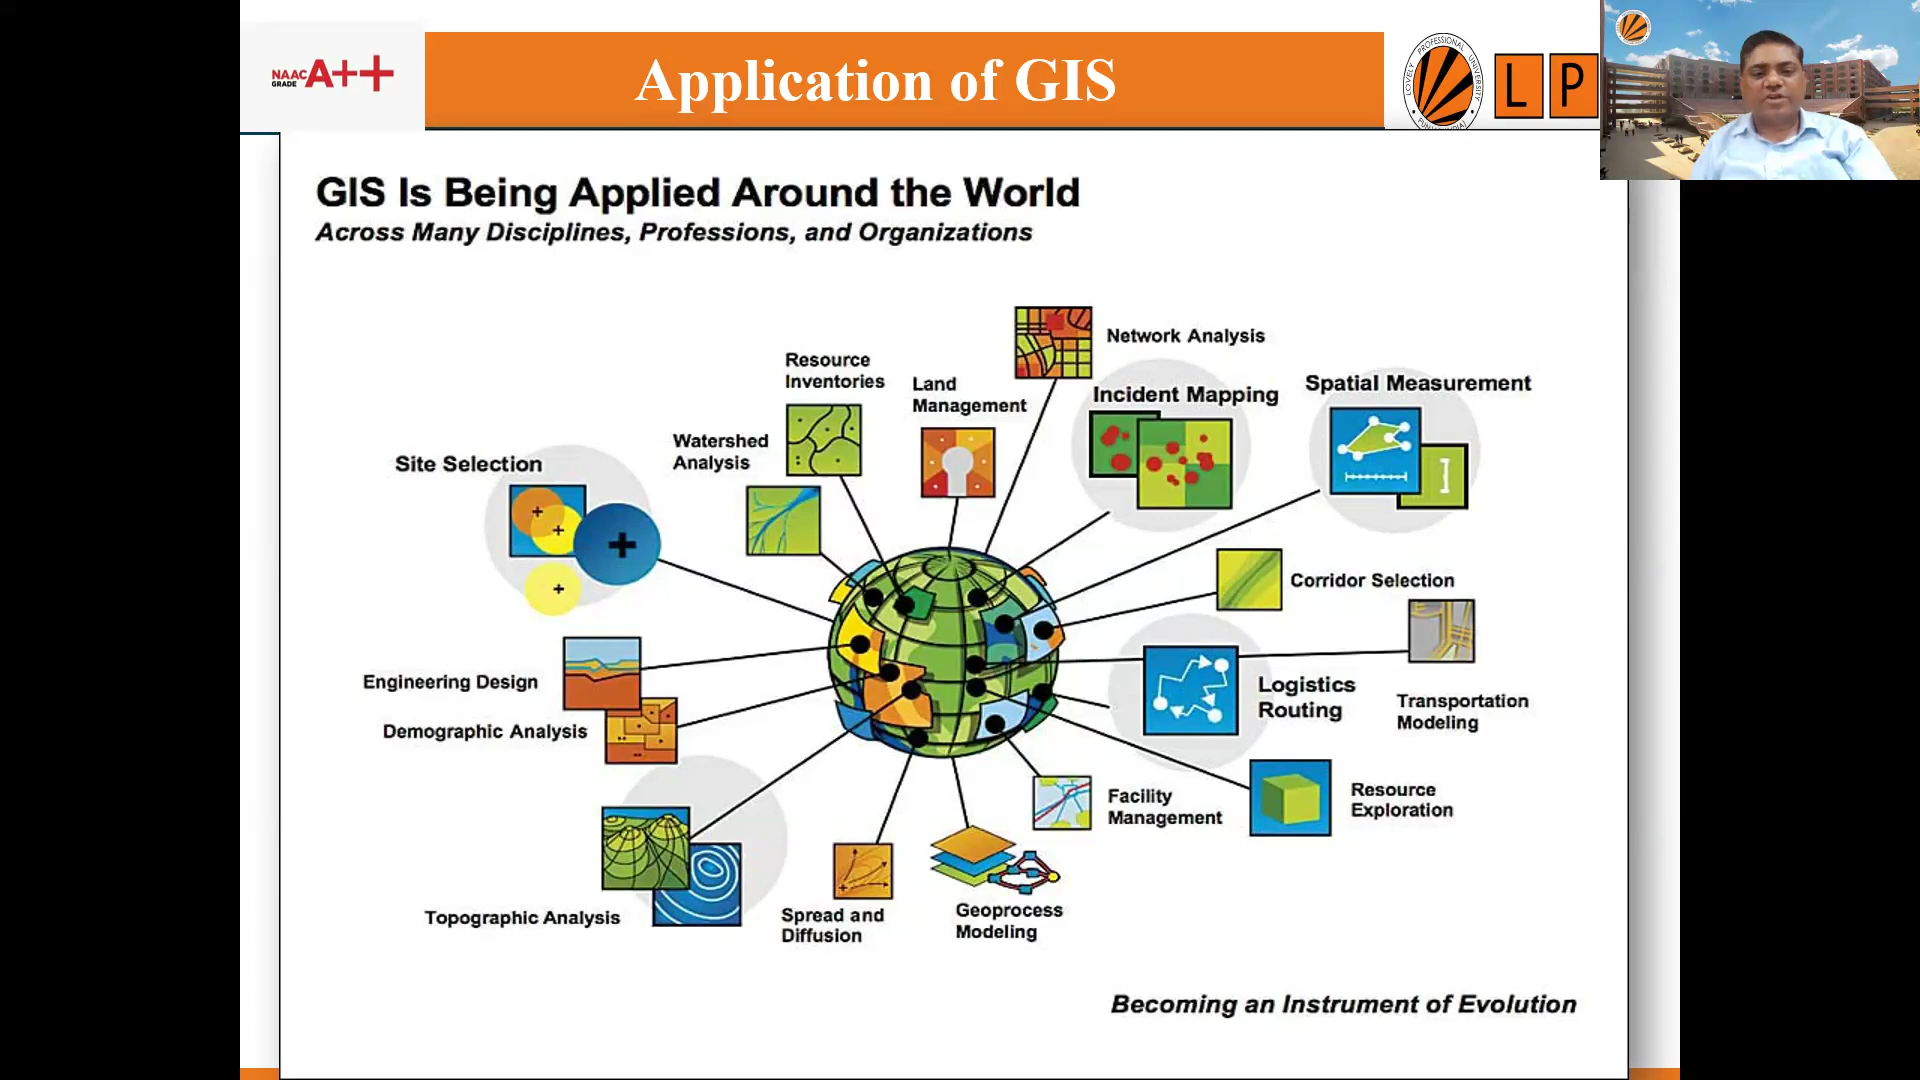 NAAC A++
GRADE
Application of GIS
LOVELY PROFESSIONAL UNIVERSITY
L P
GIS Is Being Applied Around the World
Across Many Disciplines, Professions, and Organizations
Network Analysis
Resource
Inventories
Land
Management
Incident Mapping
Spatial Measurement
Watershed
Analysis
Site Selection
Corridor Selection
Engineering Design
Logistics
Routing
Transportation
Modeling
Demographic Analysis
Facility
Management
Resource
Exploration
Topographic Analysis
Spread and
Diffusion
Geoprocess
Modeling
Becoming an Instrument of Evolution